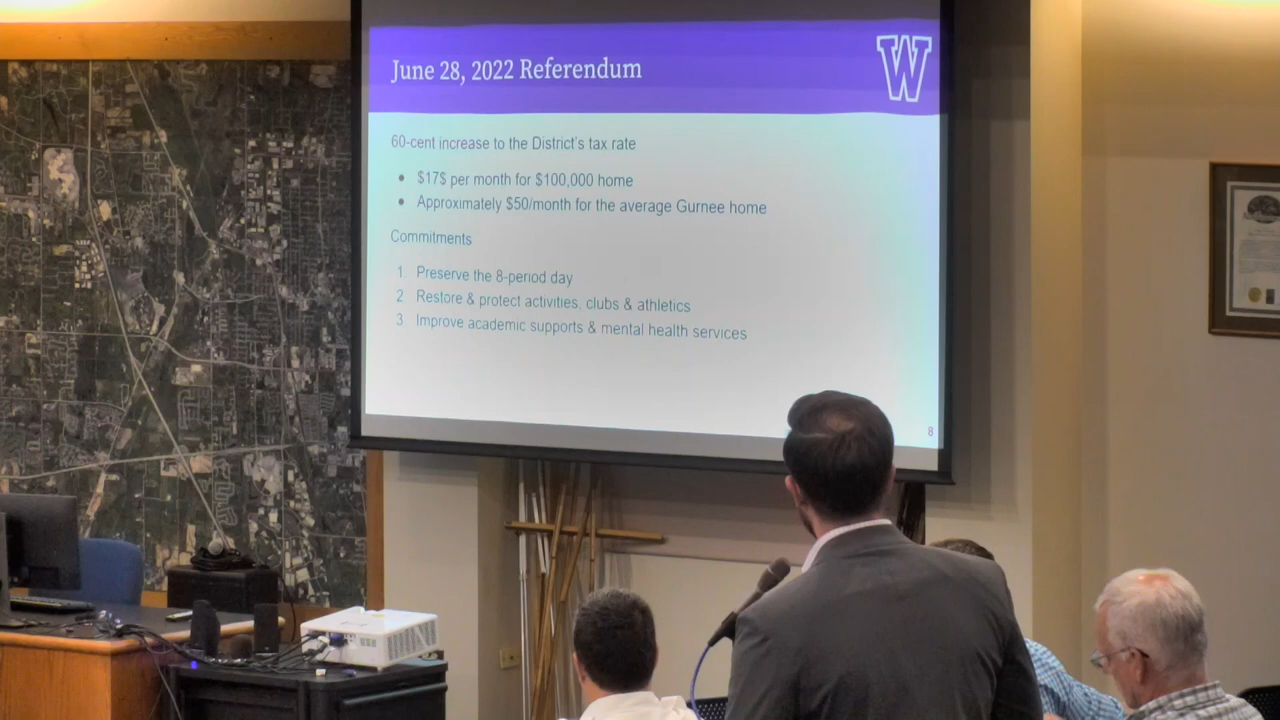 June 28, 2022 Referendum
W
60-cent increase to the District's tax rate
• $17$ per month for $100,000 home
• Approximately $50/month for the average Gurnee home
Commitments
1. Preserve the 8-period day
2 Restore & protect activities, clubs & athletics
3 Improve academic supports & mental health services
8